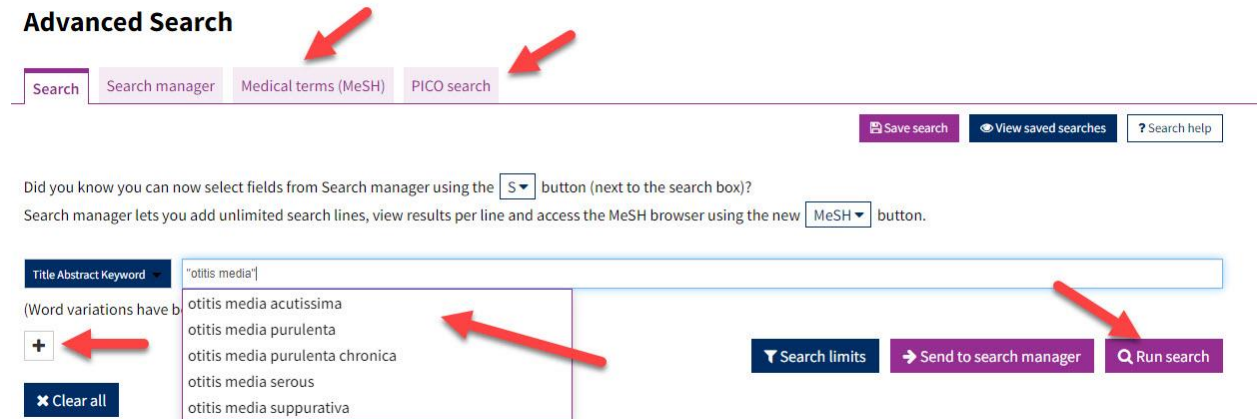 Advanced Search
Search
Search manager
Medical terms (MeSH)
PICO search
Save search
View saved searches
? Search help
Did you know you can now select fields from Search manager using the S button (next to the search box)?
Search manager lets you add unlimited search lines, view results per line and access the MeSH browser using the new MeSH button.
Title Abstract Keyword
"otitis media"
(Word variations have b
otitis media acutissima
otitis media purulenta
otitis media purulenta chronica
otitis media serous
otitis media suppurativa
+
Search limits
Send to search manager
Run search
Clear all